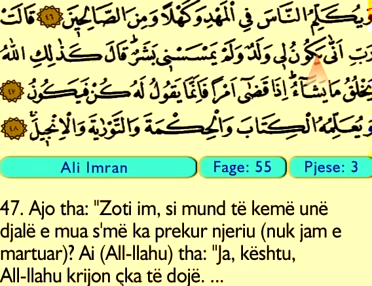 وَيُكَلِّمُ النَّاسَ فِي الْمَهْدِ وَكَهْلًا وَمِنَ الصَّالِحِينَ ﴿٤٦﴾ قَالَتْ
رَبِّ اَنّٰى يَكُونُ لِي وَلَدٌ وَلَمْ يَمْسَسْنِي بَشَرٌ قَالَ كَذٰلِكِ اللّٰهُ
يَخْلُقُ مَا يَشَٓاءُ اِذَا قَضٰٓى اَمْرًا فَاِنَّمَا يَقُولُ لَهُ كُنْ فَيَكُونُ ﴿٤٧﴾
وَيُعَلِّمُهُ الْكِتَابَ وَالْحِكْمَةَ وَالتَّوْرٰيةَ وَالْاِنْجِيلَ ﴿٤٨﴾
Ali Imran Fage: 55 Pjese: 3
47. Ajo tha: "Zoti im, si mund të kemë unë
djalë e mua s'më ka prekur njeriu (nuk jam e
martuar)? Ai (All-llahu) tha: "Ja, kështu,
All-llahu krijon çka të dojë. ...